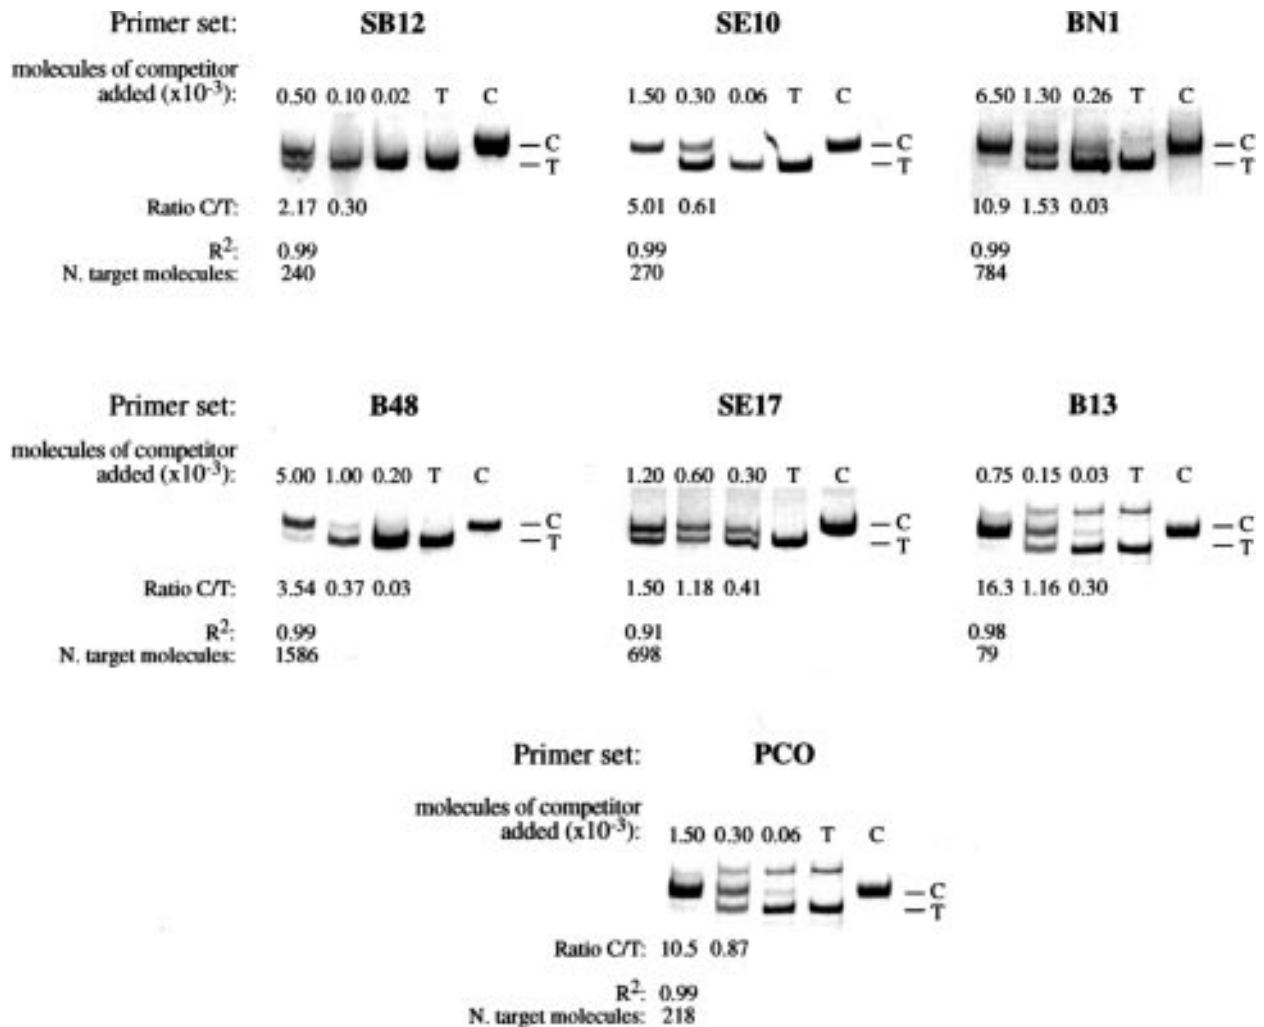 Primer set: SB12 SE10 BN1
molecules of competitor
added (x10-3): 0.50 0.10 0.02 T C 1.50 0.30 0.06 T C 6.50 1.30 0.26 T C
C C C
T T T
Ratio C/T: 2.17 0.30 5.01 0.61 10.9 1.53 0.03
R2: 0.99 0.99 0.99
N. target molecules: 240 270 784
Primer set: B48 SE17 B13
molecules of competitor
added (x10-3): 5.00 1.00 0.20 T C 1.20 0.60 0.30 T C 0.75 0.15 0.03 T C
C C C
T T T
Ratio C/T: 3.54 0.37 0.03 1.50 1.18 0.41 16.3 1.16 0.30
R2: 0.99 0.91 0.98
N. target molecules: 1586 698 79
Primer set: PCO
molecules of competitor
added (x10-3): 1.50 0.30 0.06 T C
C
T
Ratio C/T: 10.5 0.87
R2: 0.99
N. target molecules: 218